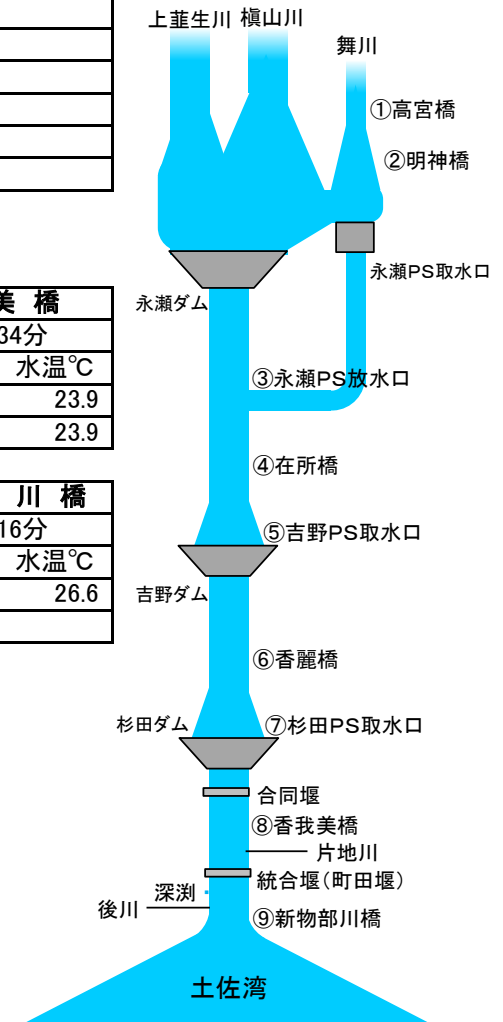 上韮生川 槇山川
舞川
①高宮橋
②明神橋
永瀬PS取水口
永瀬ダム
③永瀬PS放水口
④在所橋
⑤吉野PS取水口
吉野ダム
⑥香麗橋
杉田ダム
⑦杉田PS取水口
合同堰
⑧香我美橋
片地川
統合堰(町田堰)
深渕
後川
⑨新物部川橋
土佐湾
美 橋
34分
水温℃
23.9
23.9
川 橋
16分
水温℃
26.6